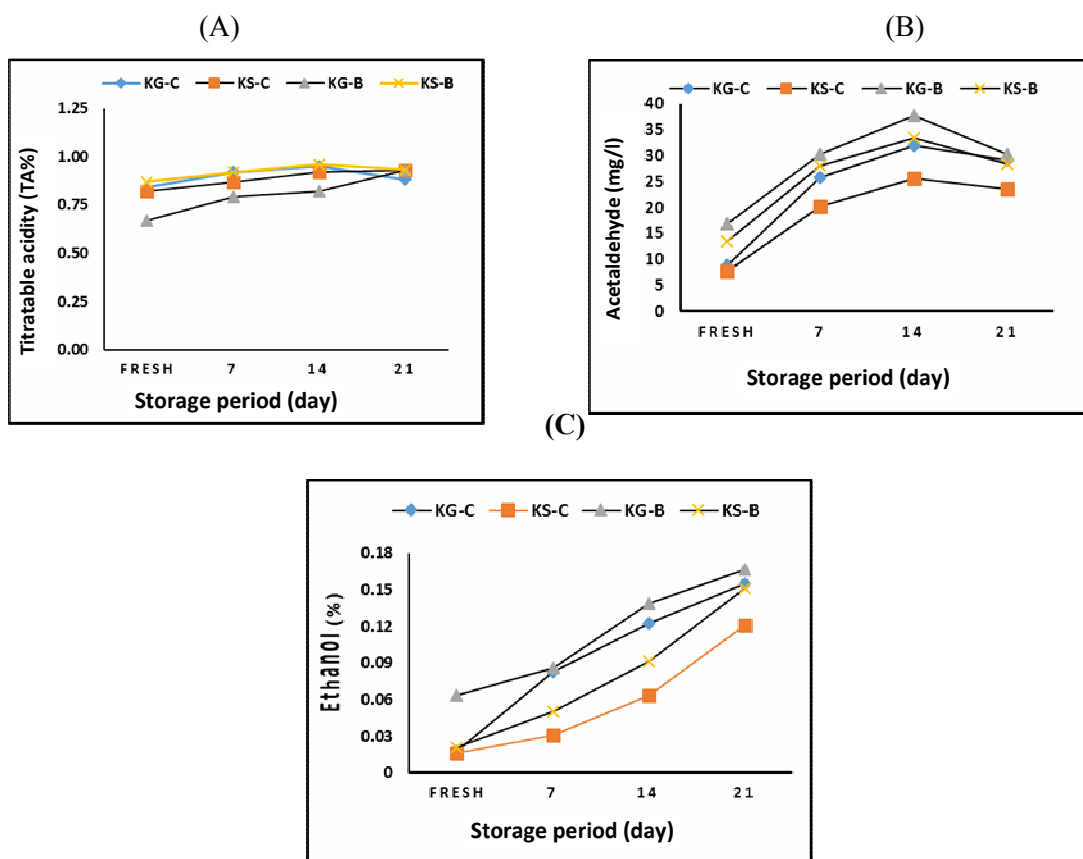 (A)
(B)
KG-C KS-C KG-B KS-B
1.25
1.00
0.75
0.50
0.25
0.00
Titratable acidity (TA%)
FRESH 7 14 21
Storage period (day)
KG-C KS-C KG-B KS-B
40
35
30
25
20
15
10
5
0
Acetaldehyde (mg/l)
FRESH 7 14 21
Storage period (day)
(C)
KG-C KS-C KG-B KS-B
0.18
0.15
0.12
0.09
0.06
0.03
0
Ethanol (%)
FRESH 7 14 21
Storage period (day)